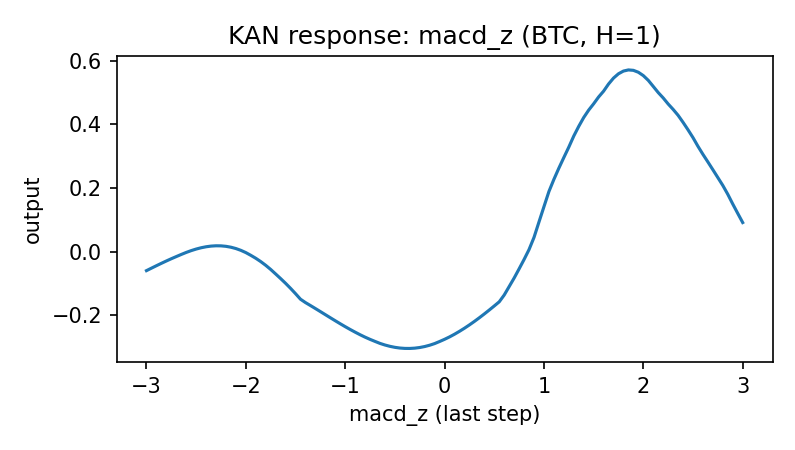 KAN response: macd_z (BTC, H=1)
output
0.6
0.4
0.2
0.0
−0.2
−3 −2 −1 0 1 2 3
macd_z (last step)